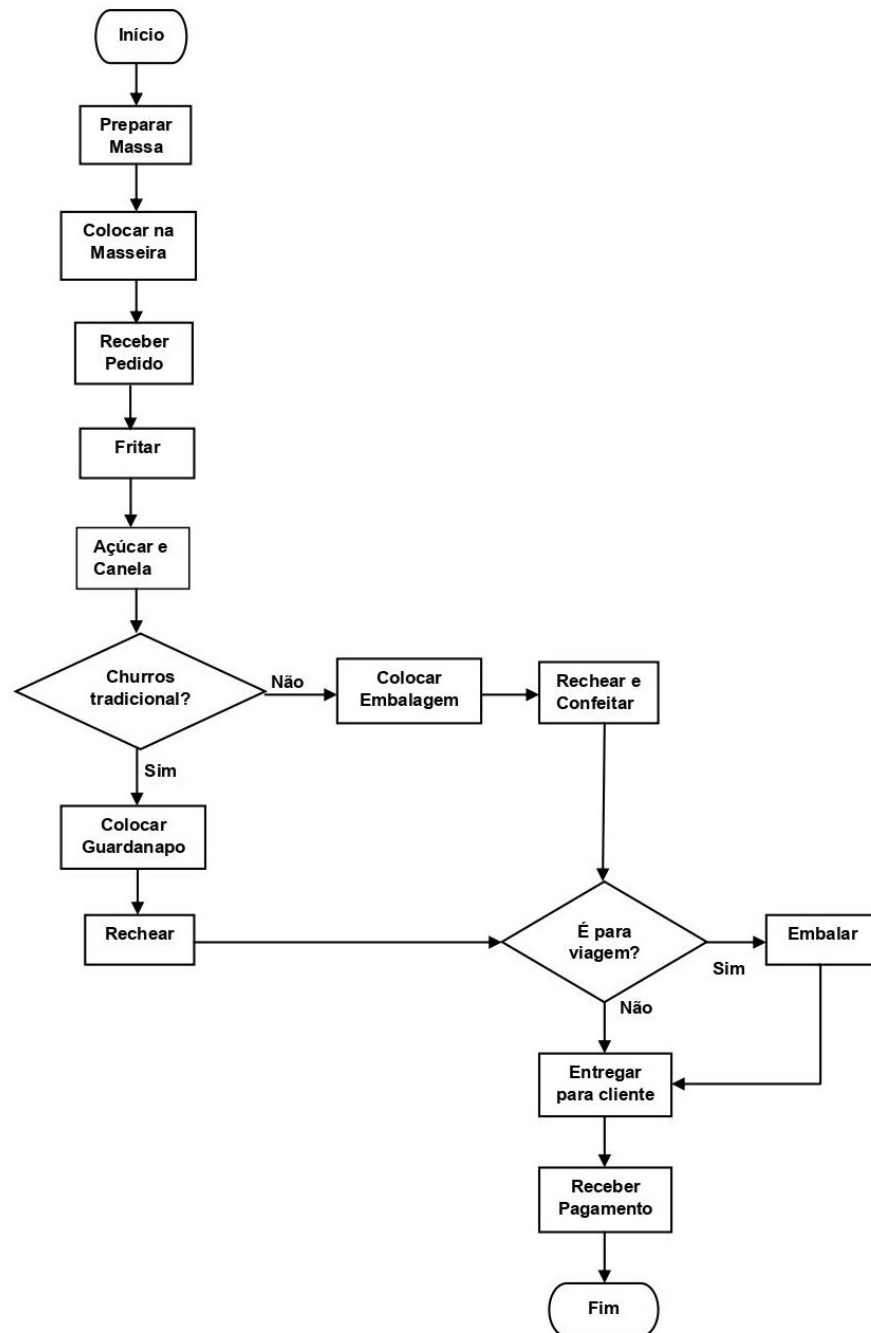 Início
Preparar
Massa
Colocar na
Masseira
Receber
Pedido
Fritar
Açúcar e
Canela
Churros
tradicional?
Não
Colocar
Embalagem
Rechear e
Confeitar
Sim
Colocar
Guardanapo
Rechear
É para
viagem?
Sim
Embalar
Não
Entregar
para cliente
Receber
Pagamento
Fim